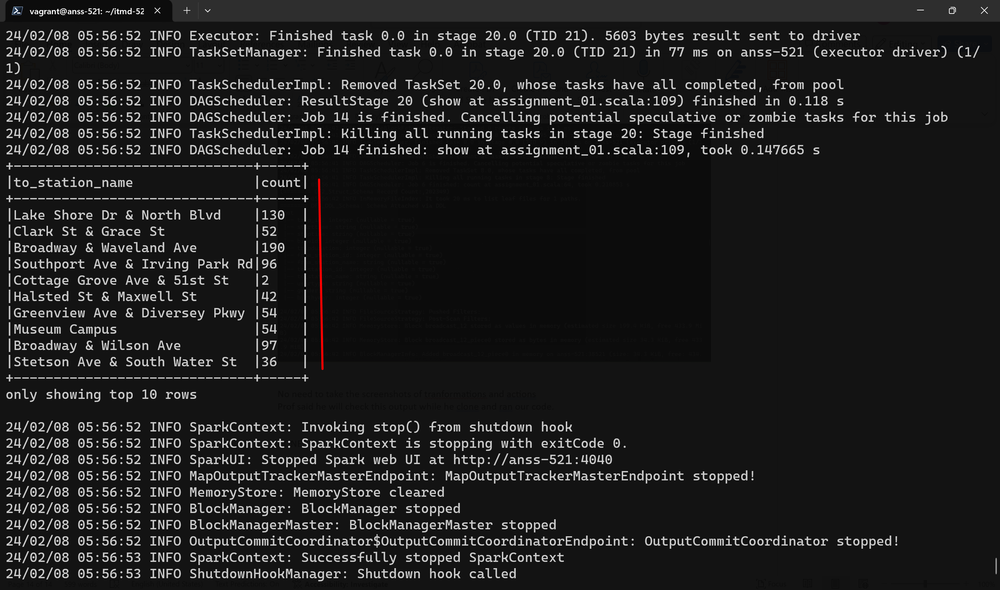 vagrant@anss-521: ~/itmd-52
24/02/08 05:56:52 INFO Executor: Finished task 0.0 in stage 20.0 (TID 21). 5603 bytes result sent to driver
24/02/08 05:56:52 INFO TaskSetManager: Finished task 0.0 in stage 20.0 (TID 21) in 77 ms on anss-521 (executor driver) (1/
1)
24/02/08 05:56:52 INFO TaskSchedulerImpl: Removed TaskSet 20.0, whose tasks have all completed, from pool
24/02/08 05:56:52 INFO DAGScheduler: ResultStage 20 (show at assignment_01.scala:109) finished in 0.118 s
24/02/08 05:56:52 INFO DAGScheduler: Job 14 is finished. Cancelling potential speculative or zombie tasks for this job
24/02/08 05:56:52 INFO TaskSchedulerImpl: Killing all running tasks in stage 20: Stage finished
24/02/08 05:56:52 INFO DAGScheduler: Job 14 finished: show at assignment_01.scala:109, took 0.147665 s
+------------------------------+-----+
|to_station_name               |count|
+------------------------------+-----+
|Lake Shore Dr & North Blvd    |130  |
|Clark St & Grace St           |52   |
|Broadway & Waveland Ave       |190  |
|Southport Ave & Irving Park Rd|96   |
|Cottage Grove Ave & 51st St   |2    |
|Halsted St & Maxwell St       |42   |
|Greenview Ave & Diversey Pkwy |54   |
|Museum Campus                 |54   |
|Broadway & Wilson Ave         |97   |
|Stetson Ave & South Water St  |36   |
+------------------------------+-----+
only showing top 10 rows
No need to take the screenshots of tranformations and actions
Prof said he will check this output while he clone and ran our code.
24/02/08 05:56:52 INFO SparkContext: Invoking stop() from shutdown hook
24/02/08 05:56:52 INFO SparkContext: SparkContext is stopping with exitCode 0.
24/02/08 05:56:52 INFO SparkUI: Stopped Spark web UI at http://anss-521:4040
24/02/08 05:56:52 INFO MapOutputTrackerMasterEndpoint: MapOutputTrackerMasterEndpoint stopped!
24/02/08 05:56:52 INFO MemoryStore: MemoryStore cleared
24/02/08 05:56:52 INFO BlockManager: BlockManager stopped
24/02/08 05:56:52 INFO BlockManagerMaster: BlockManagerMaster stopped
24/02/08 05:56:52 INFO OutputCommitCoordinator$OutputCommitCoordinatorEndpoint: OutputCommitCoordinator stopped!
24/02/08 05:56:53 INFO SparkContext: Successfully stopped SparkContext
24/02/08 05:56:53 INFO ShutdownHookManager: Shutdown hook called